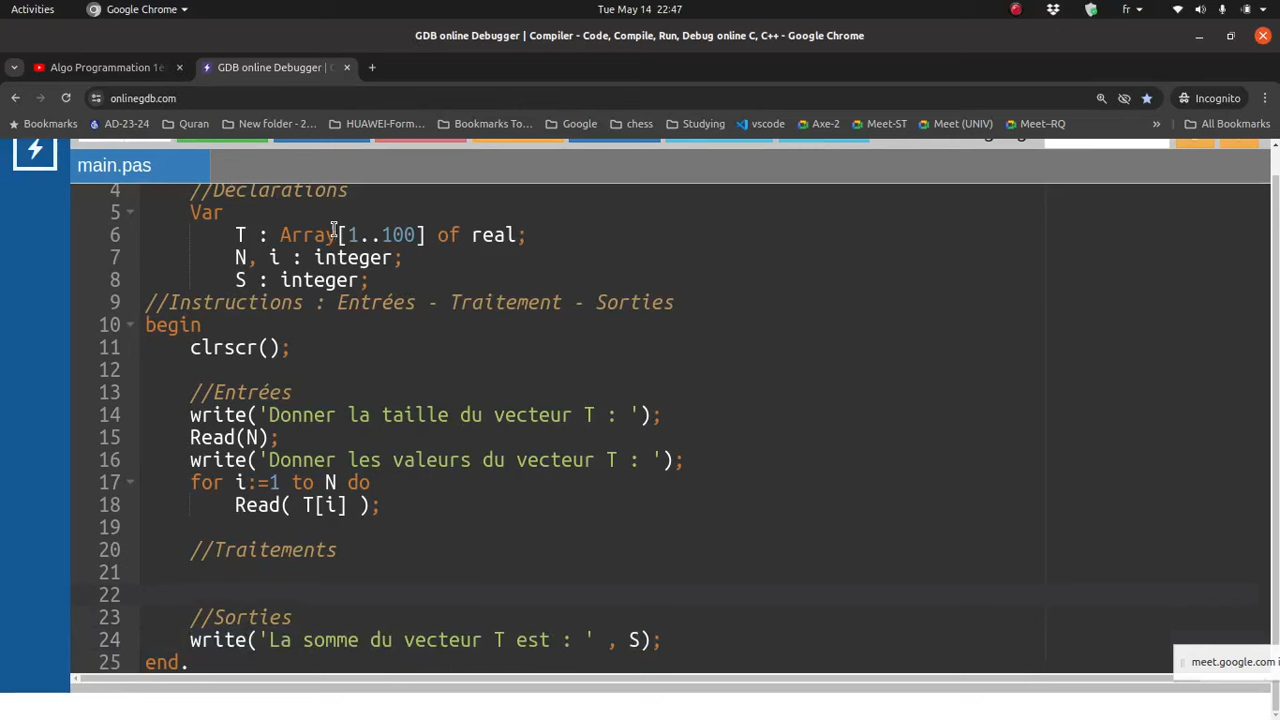 Activities Google Chrome Tue May 14 22:47 fr
GDB online Debugger | Compiler - Code, Compile, Run, Debug online C, C++ - Google Chrome
Algo Programmation 1e × GDB online Debugger | × +
onlinegdb.com Incognito
Bookmarks AD-23-24 Quran New folder - 2... HUAWEI-Form... Bookmarks To... Google chess Studying vscode Axe-2 Meet-ST Meet (UNIV) Meet–RQ » All Bookmarks
main.pas
4 //Déclarations
5 Var
6 T : Array[1..100] of real;
7 N, i : integer;
8 S : integer;
9 //Instructions : Entrées - Traitement - Sorties
10 begin
11 clrscr();
12
13 //Entrées
14 write('Donner la taille du vecteur T : ');
15 Read(N);
16 write('Donner les valeurs du vecteur T : ');
17 for i:=1 to N do
18 Read( T[i] );
19
20 //Traitements
21
22
23 //Sorties
24 write('La somme du vecteur T est : ' , S);
25 end.
meet.google.com i